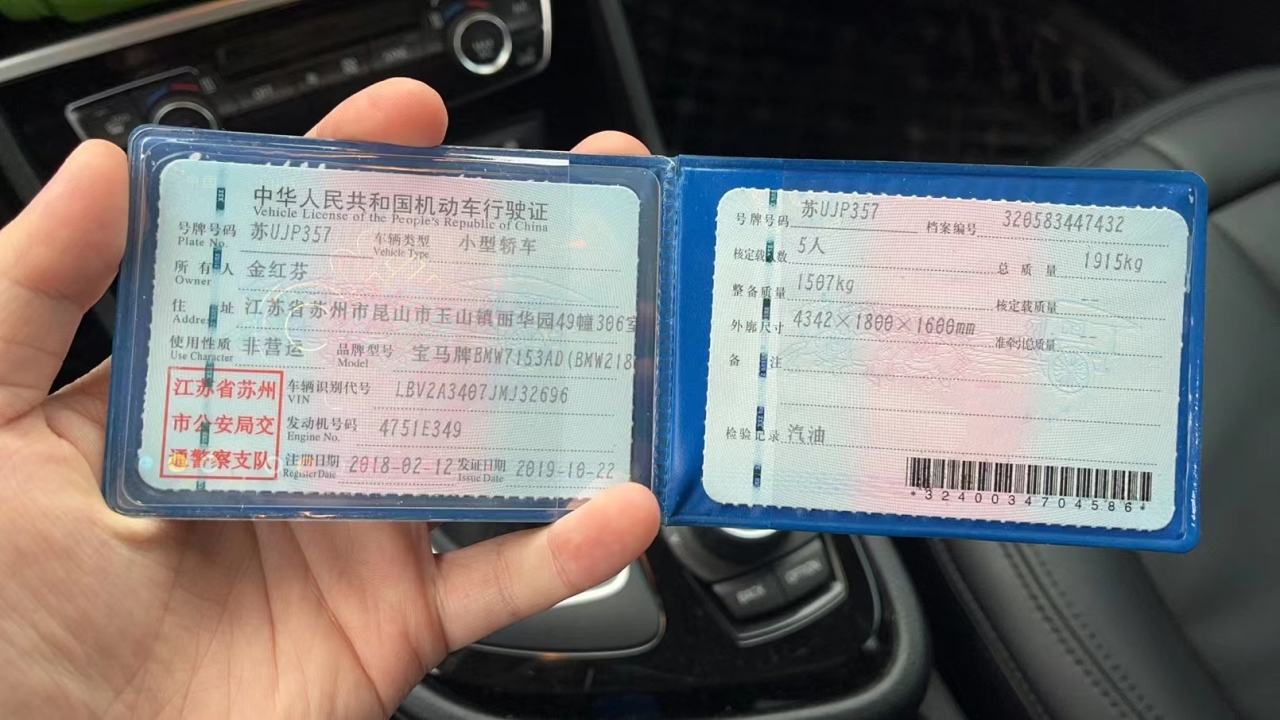 中华人民共和国机动车行驶证
Vehicle License of the People's Republic of China
号牌号码 苏UJP357 车辆类型 小型轿车
Plate No. Vehicle Type
所有人 金红芬
Owner
住址 江苏省苏州市昆山市玉山镇丽华园49幢306室
Address
使用性质 非营运 品牌型号 宝马牌BMW7153AD(BMW218
Use Character Model
江苏省苏州
市公安局交
通警察支队
车辆识别代号 LBV2A3407JMJ32696
VIN
发动机号码 4751E349
Engine No.
注册日期 2018-02-12 发证日期 2019-10-22
Register Date Issue Date
号牌号码 苏UJP357 档案编号 320583447432
核定载人数 5人 总质量 1915kg
整备质量 1507kg 核定载质量 --
外廓尺寸 4342×1800×1600mm 准牵引总质量 --
备注
检验记录 汽油
*3240034704586*
BACK
OPTION